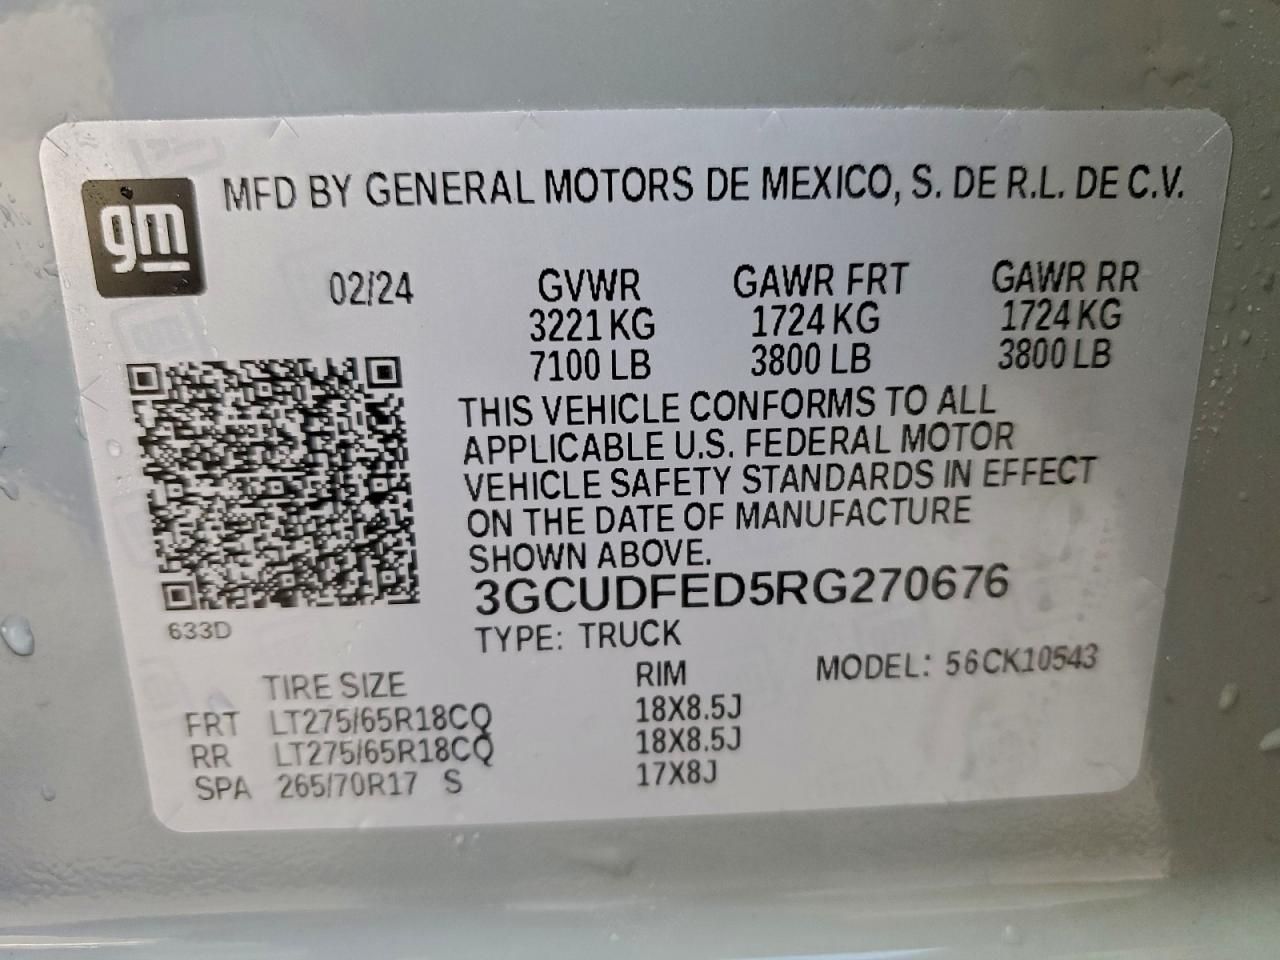 gm
MFD BY GENERAL MOTORS DE MEXICO, S. DE R.L. DE C.V.
02/24 GVWR GAWR FRT GAWR RR
3221 KG 1724 KG 1724 KG
7100 LB 3800 LB 3800 LB
THIS VEHICLE CONFORMS TO ALL
APPLICABLE U.S. FEDERAL MOTOR
VEHICLE SAFETY STANDARDS IN EFFECT
ON THE DATE OF MANUFACTURE
SHOWN ABOVE.
3GCUDFED5RG270676
633D
TYPE: TRUCK
MODEL: 56CK10543
TIRE SIZE RIM
FRT LT275/65R18CQ 18X8.5J
RR LT275/65R18CQ 18X8.5J
SPA 265/70R17 S 17X8J